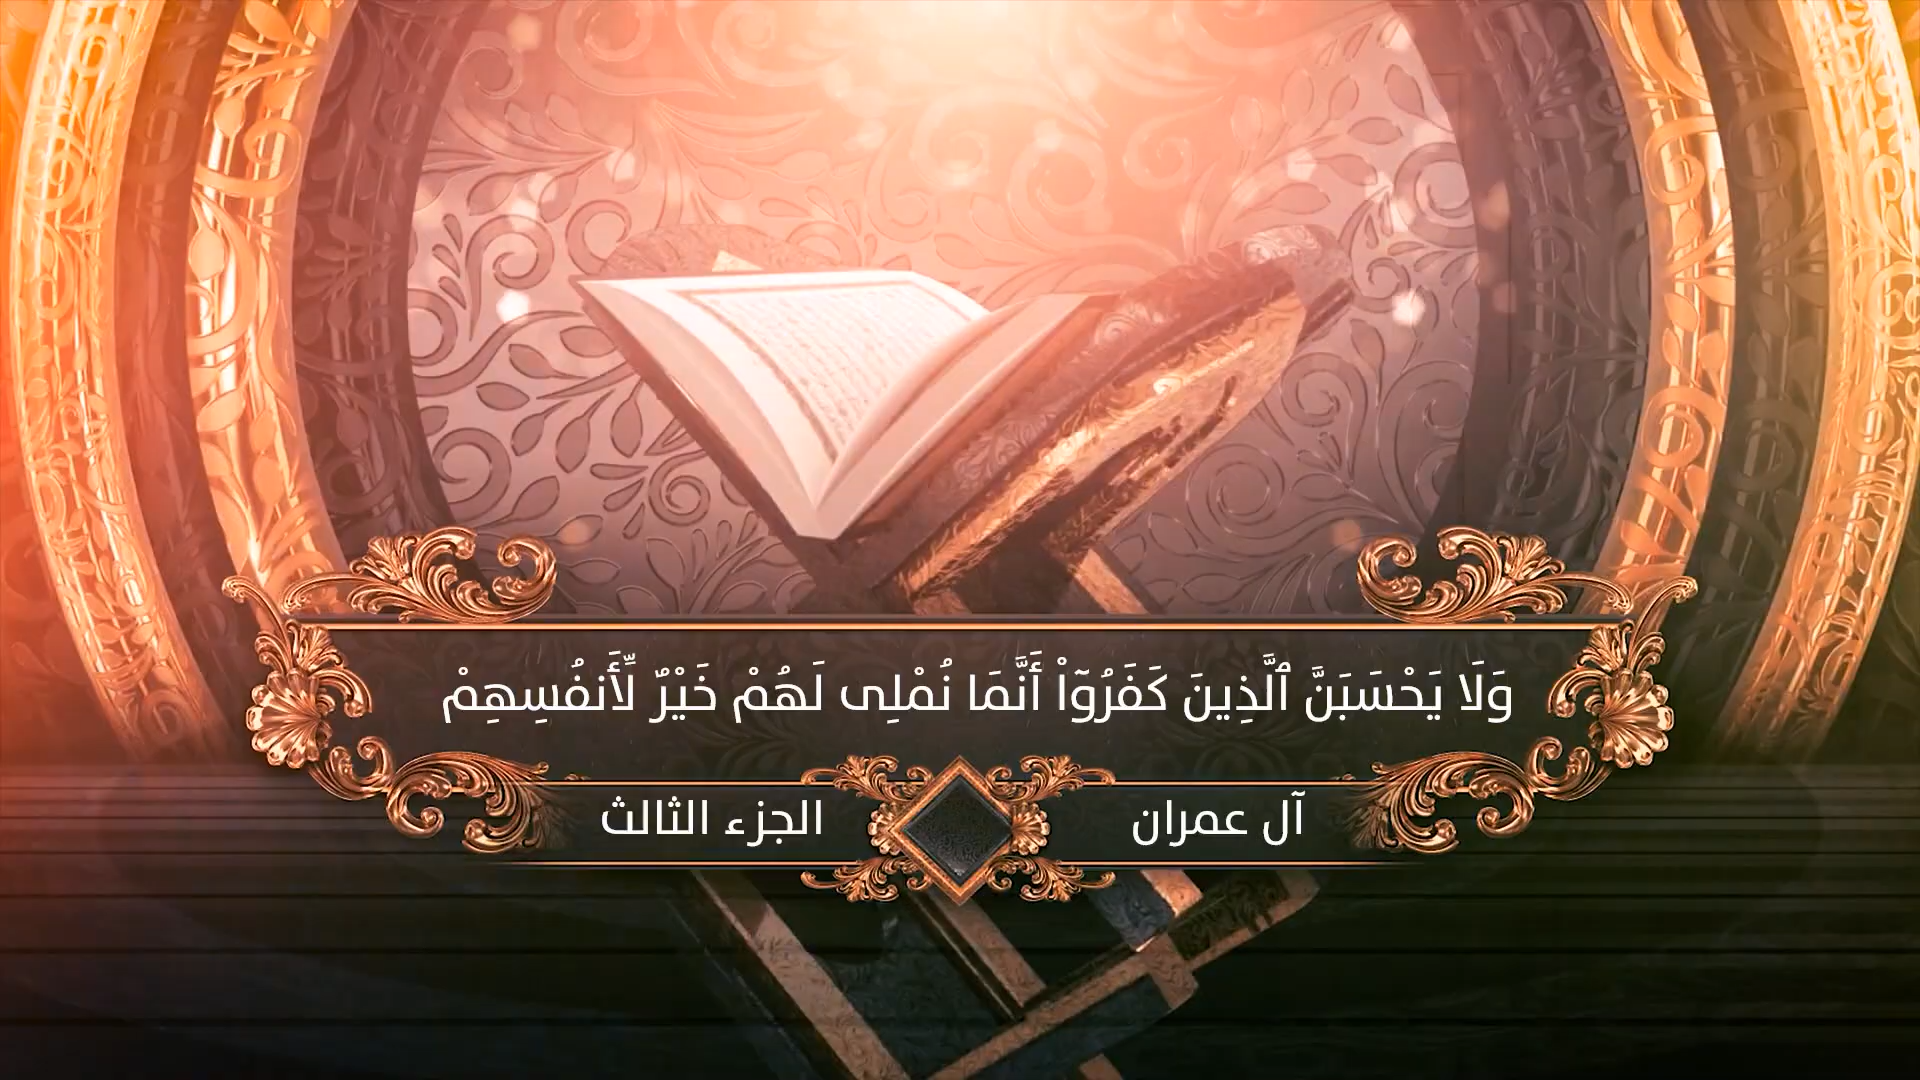 وَلَا يَحْسَبَنَّ ٱلَّذِينَ كَفَرُوٓا۟ أَنَّمَا نُمْلِى لَهُمْ خَيْرٌ لِّأَنفُسِهِمْ
آل عمران
الجزء الثالث